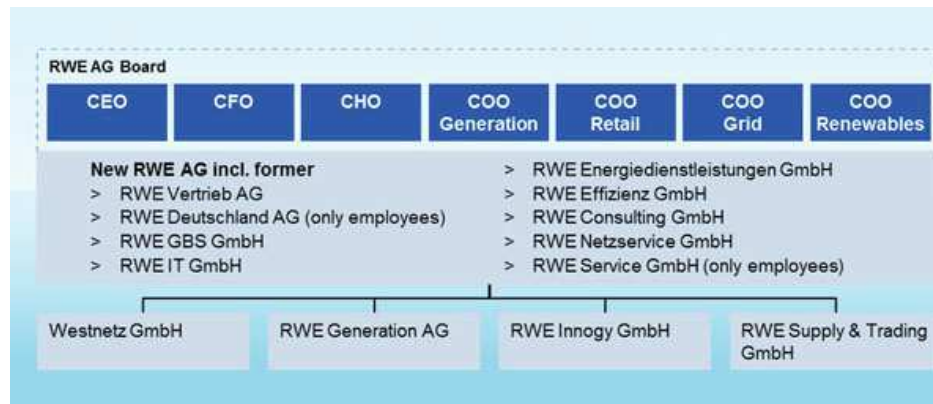 RWE AG Board
CEO
CFO
CHO
COO
Generation
COO
Retail
COO
Grid
COO
Renewables
New RWE AG incl. former
> RWE Vertrieb AG
> RWE Deutschland AG (only employees)
> RWE GBS GmbH
> RWE IT GmbH
> RWE Energiedienstleistungen GmbH
> RWE Effizienz GmbH
> RWE Consulting GmbH
> RWE Netzservice GmbH
> RWE Service GmbH (only employees)
Westnetz GmbH
RWE Generation AG
RWE Innogy GmbH
RWE Supply & Trading
GmbH